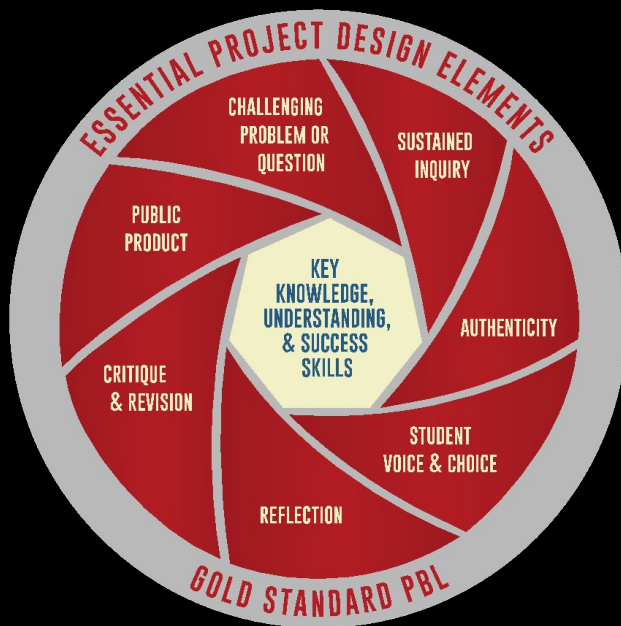 ESSENTIAL PROJECT DESIGN ELEMENTS
CHALLENGING
PROBLEM OR
QUESTION
SUSTAINED
INQUIRY
AUTHENTICITY
STUDENT
VOICE & CHOICE
REFLECTION
CRITIQUE
& REVISION
PUBLIC
PRODUCT
KEY
KNOWLEDGE,
UNDERSTANDING,
& SUCCESS
SKILLS
GOLD STANDARD PBL